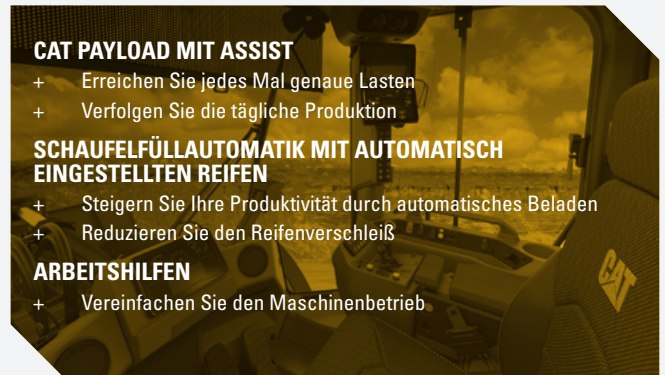 CAT PAYLOAD MIT ASSIST
+ Erreichen Sie jedes Mal genaue Lasten
+ Verfolgen Sie die tägliche Produktion
SCHAUFELFÜLLAUTOMATIK MIT AUTOMATISCH
EINGESTELLTEN REIFEN
+ Steigern Sie Ihre Produktivität durch automatisches Beladen
+ Reduzieren Sie den Reifenverschleiß
ARBEITSHILFEN
+ Vereinfachen Sie den Maschinenbetrieb
CAT